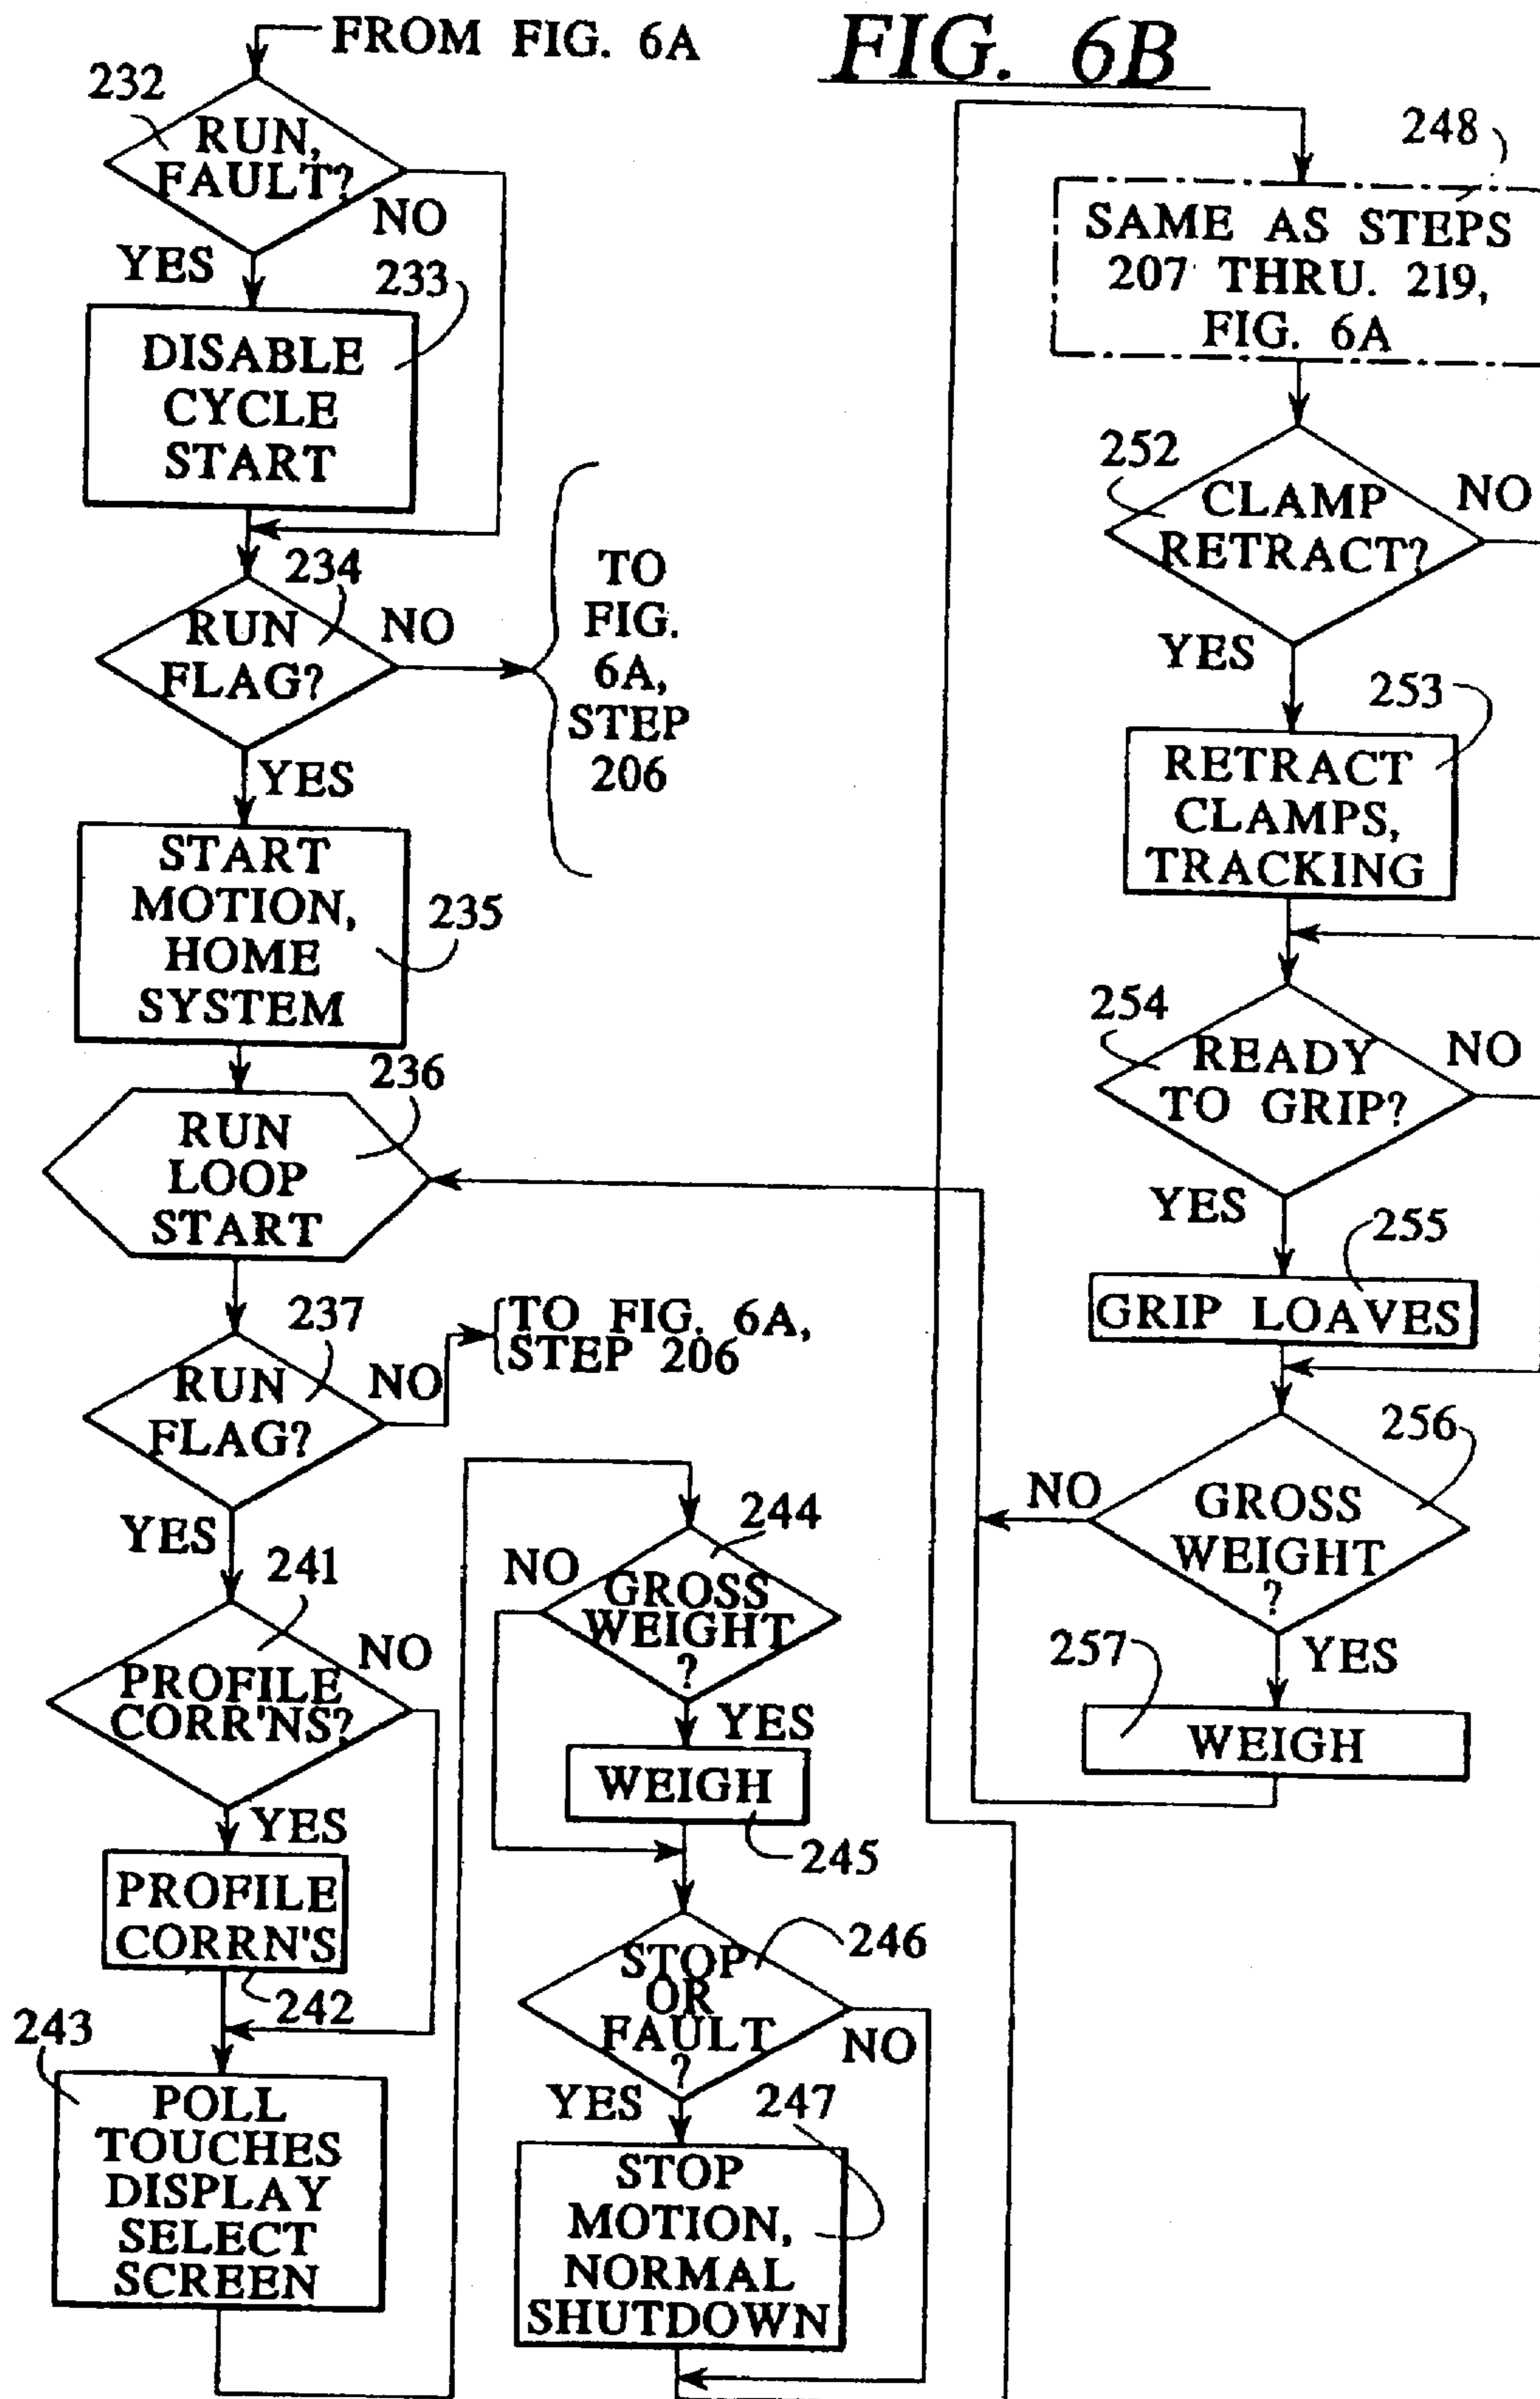 FROM FIG. 6A
FIG. 6B
232
RUN,
FAULT?
NO
YES
233
DISABLE
CYCLE
START
234
RUN
FLAG?
NO
TO
FIG.
6A,
STEP
206
YES
START
MOTION,
HOME
SYSTEM
235
236
RUN
LOOP
START
237
RUN
FLAG?
NO
TO FIG. 6A,
STEP 206
YES
241
PROFILE
CORR'NS?
NO
YES
PROFILE
CORRN'S
242
243
POLL
TOUCHES
DISPLAY
SELECT
SCREEN
244
NO
GROSS
WEIGHT
?
YES
WEIGH
245
246
STOP
OR
FAULT
?
NO
YES
247
STOP
MOTION,
NORMAL
SHUTDOWN
248
SAME AS STEPS
207 THRU. 219,
FIG. 6A
252
CLAMP
RETRACT?
NO
YES
253
RETRACT
CLAMPS,
TRACKING
254
READY
TO GRIP?
NO
YES
255
GRIP LOAVES
256
NO
GROSS
WEIGHT
?
YES
257
WEIGH